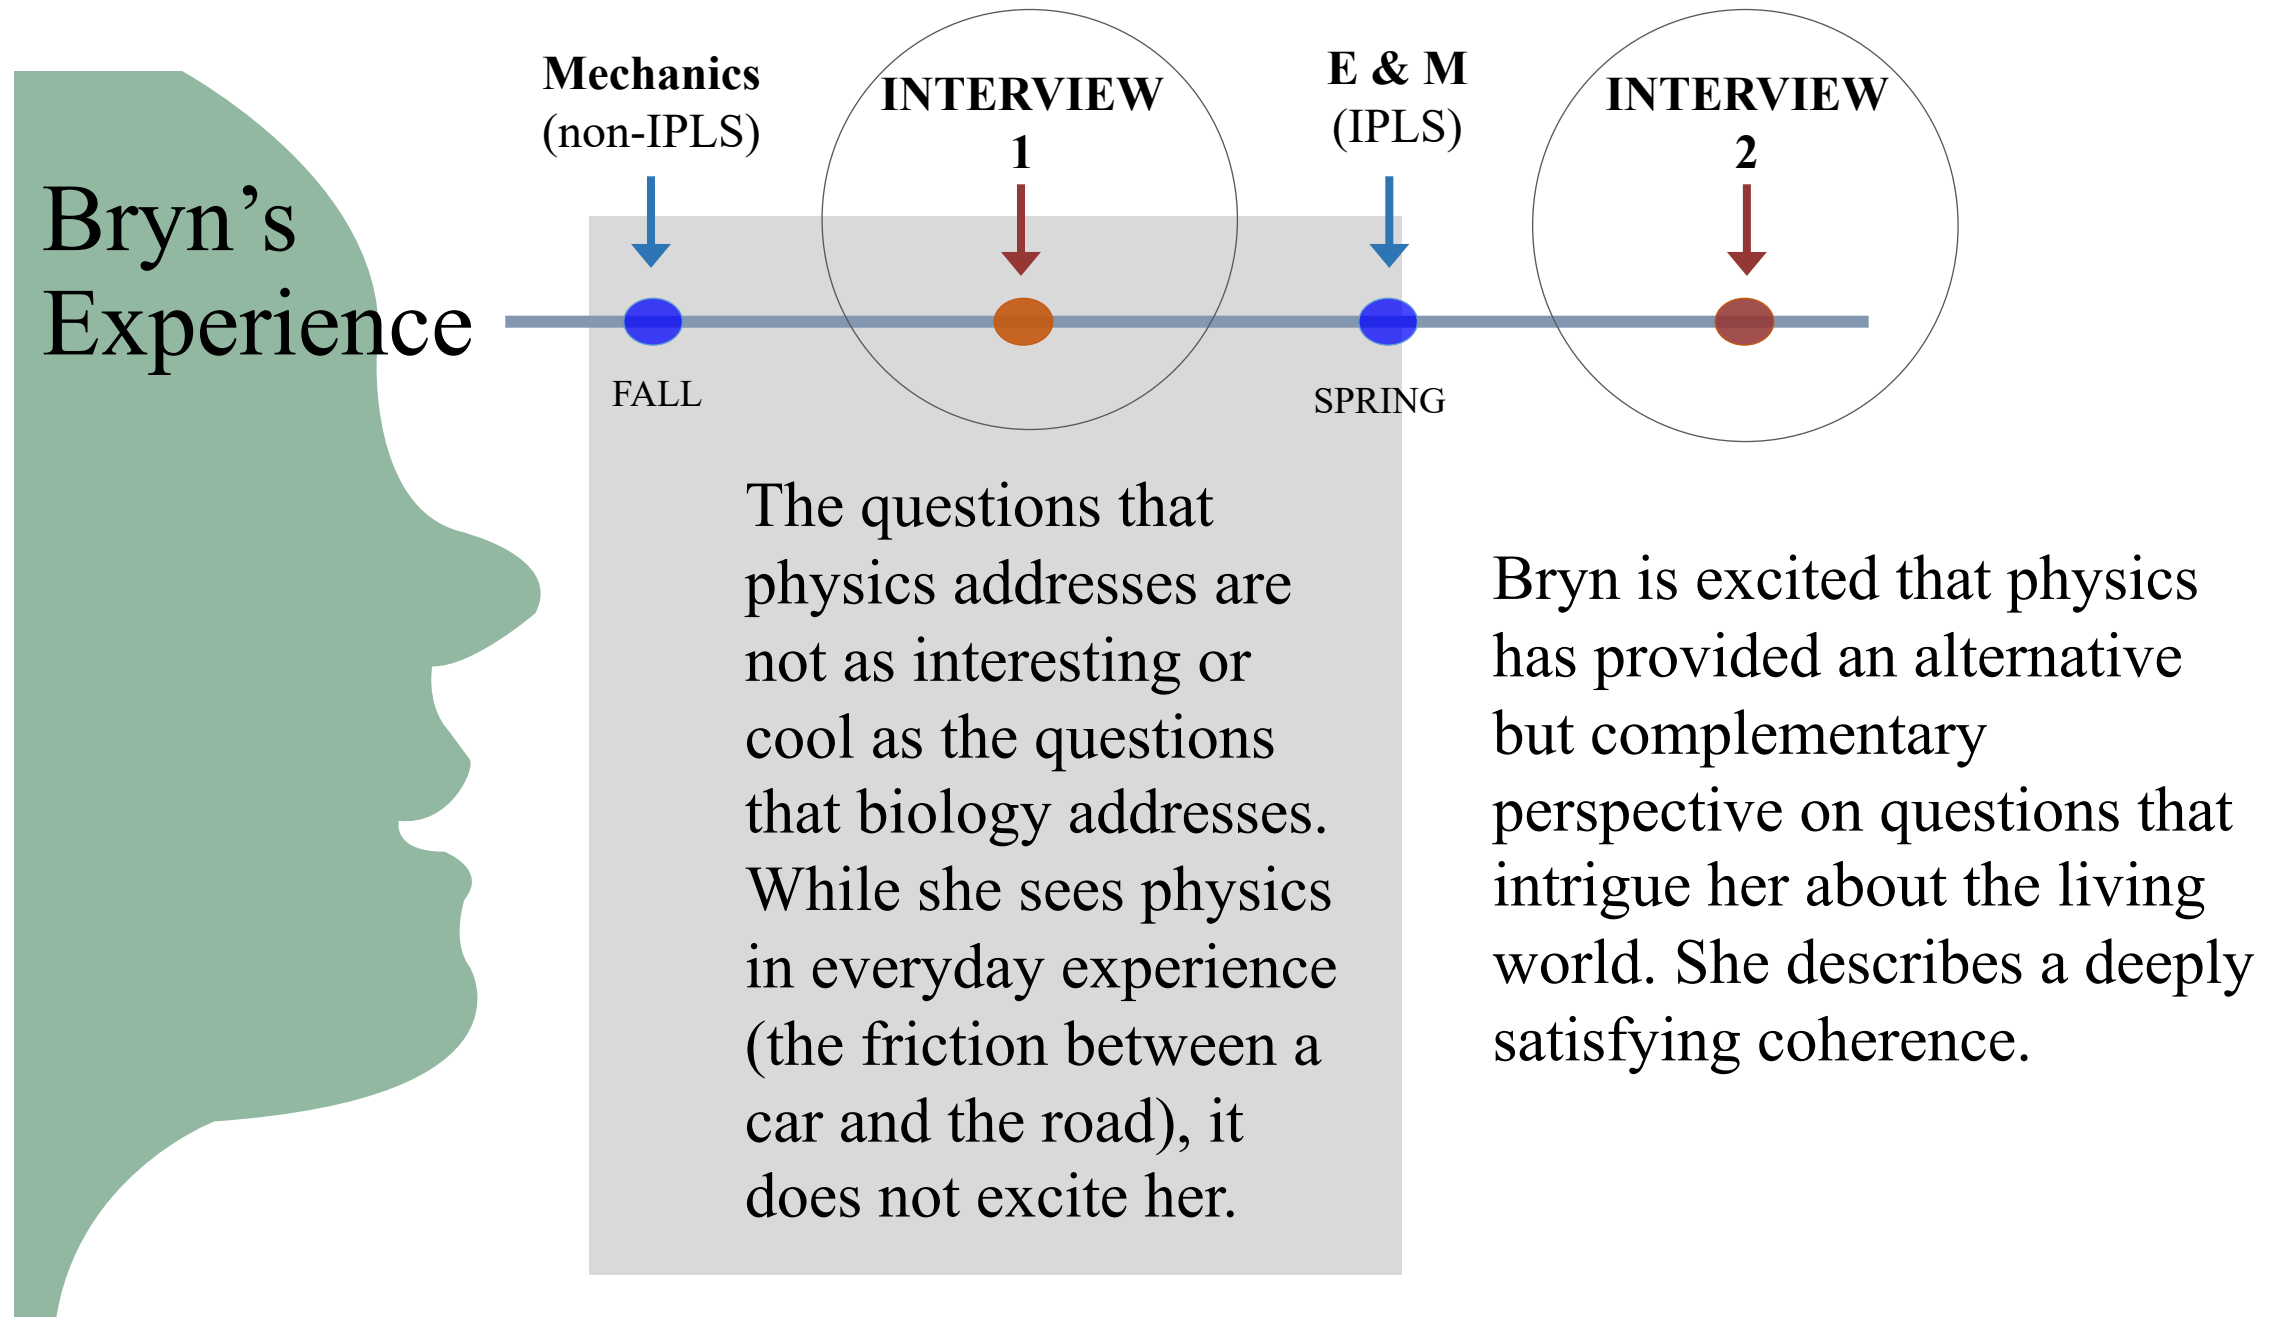 Bryn’s
Experience
Mechanics
(non-IPLS)
INTERVIEW
1
E & M
(IPLS)
INTERVIEW
2
FALL
SPRING
The questions that
physics addresses are
not as interesting or
cool as the questions
that biology addresses.
While she sees physics
in everyday experience
(the friction between a
car and the road), it
does not excite her.
Bryn is excited that physics
has provided an alternative
but complementary
perspective on questions that
intrigue her about the living
world. She describes a deeply
satisfying coherence.